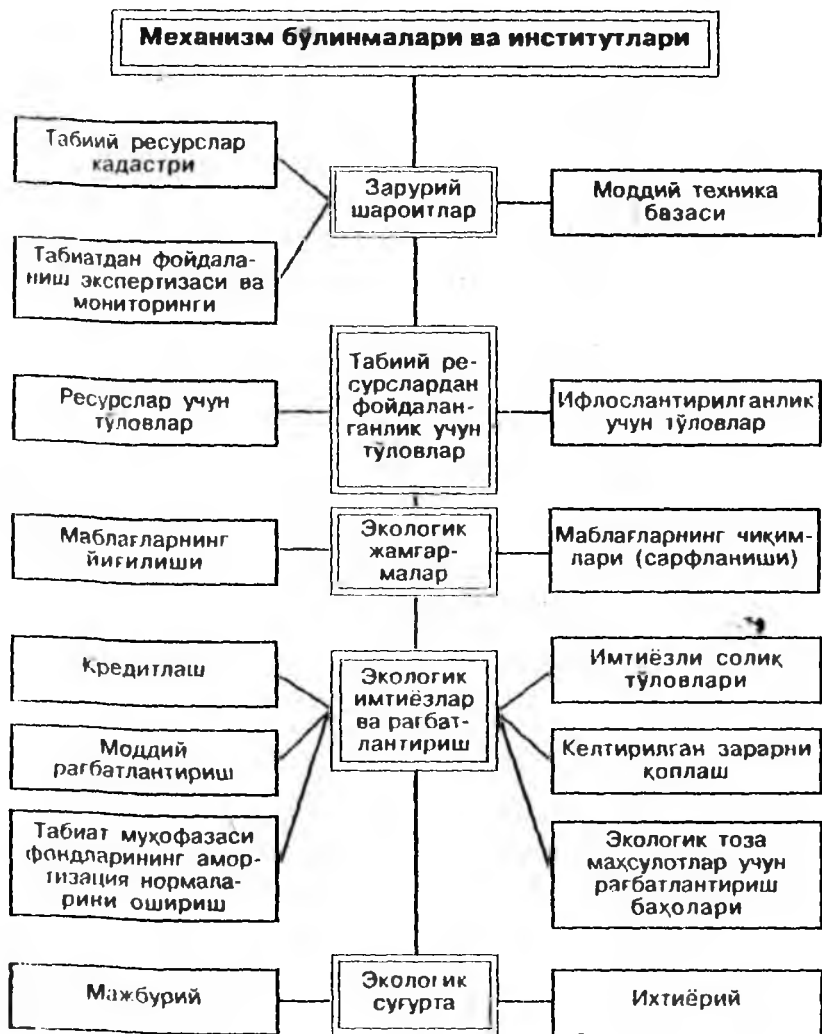 Механизм бўлинмалари ва институтлари
Табиий ресурслар
кадастри
Зарурий
шароитлар
Моддий техника
базаси
Табиатдан фойдала-
ниш экспертизаси ва
мониторинги
Ресурслар учун
тўловлар
Табиий ре-
сурслардан
фойдалан-
ганлик учун
тўловлар
Ифлослантирилганлик
учун тўловлар
Маблағларнинг
йиғилиши
Экологик
жамғар-
малар
Маблағларнинг чиқим-
лари (сарфланиши)
Кредитлаш
Моддий
рағбатлантириш
Табиат муҳофазаси
фондларининг амор-
тизация нормала-
рини ошириш
Экологик
имтиёзлар
ва рағбат-
лантириш
Имтиёзли солиқ
тўловлари
Келтирилган зарарни
қоплаш
Экологик тоза
маҳсулотлар учун
рағбатлантириш
баҳолари
Мажбурий
Экологик
суғурта
Ихтиёрий